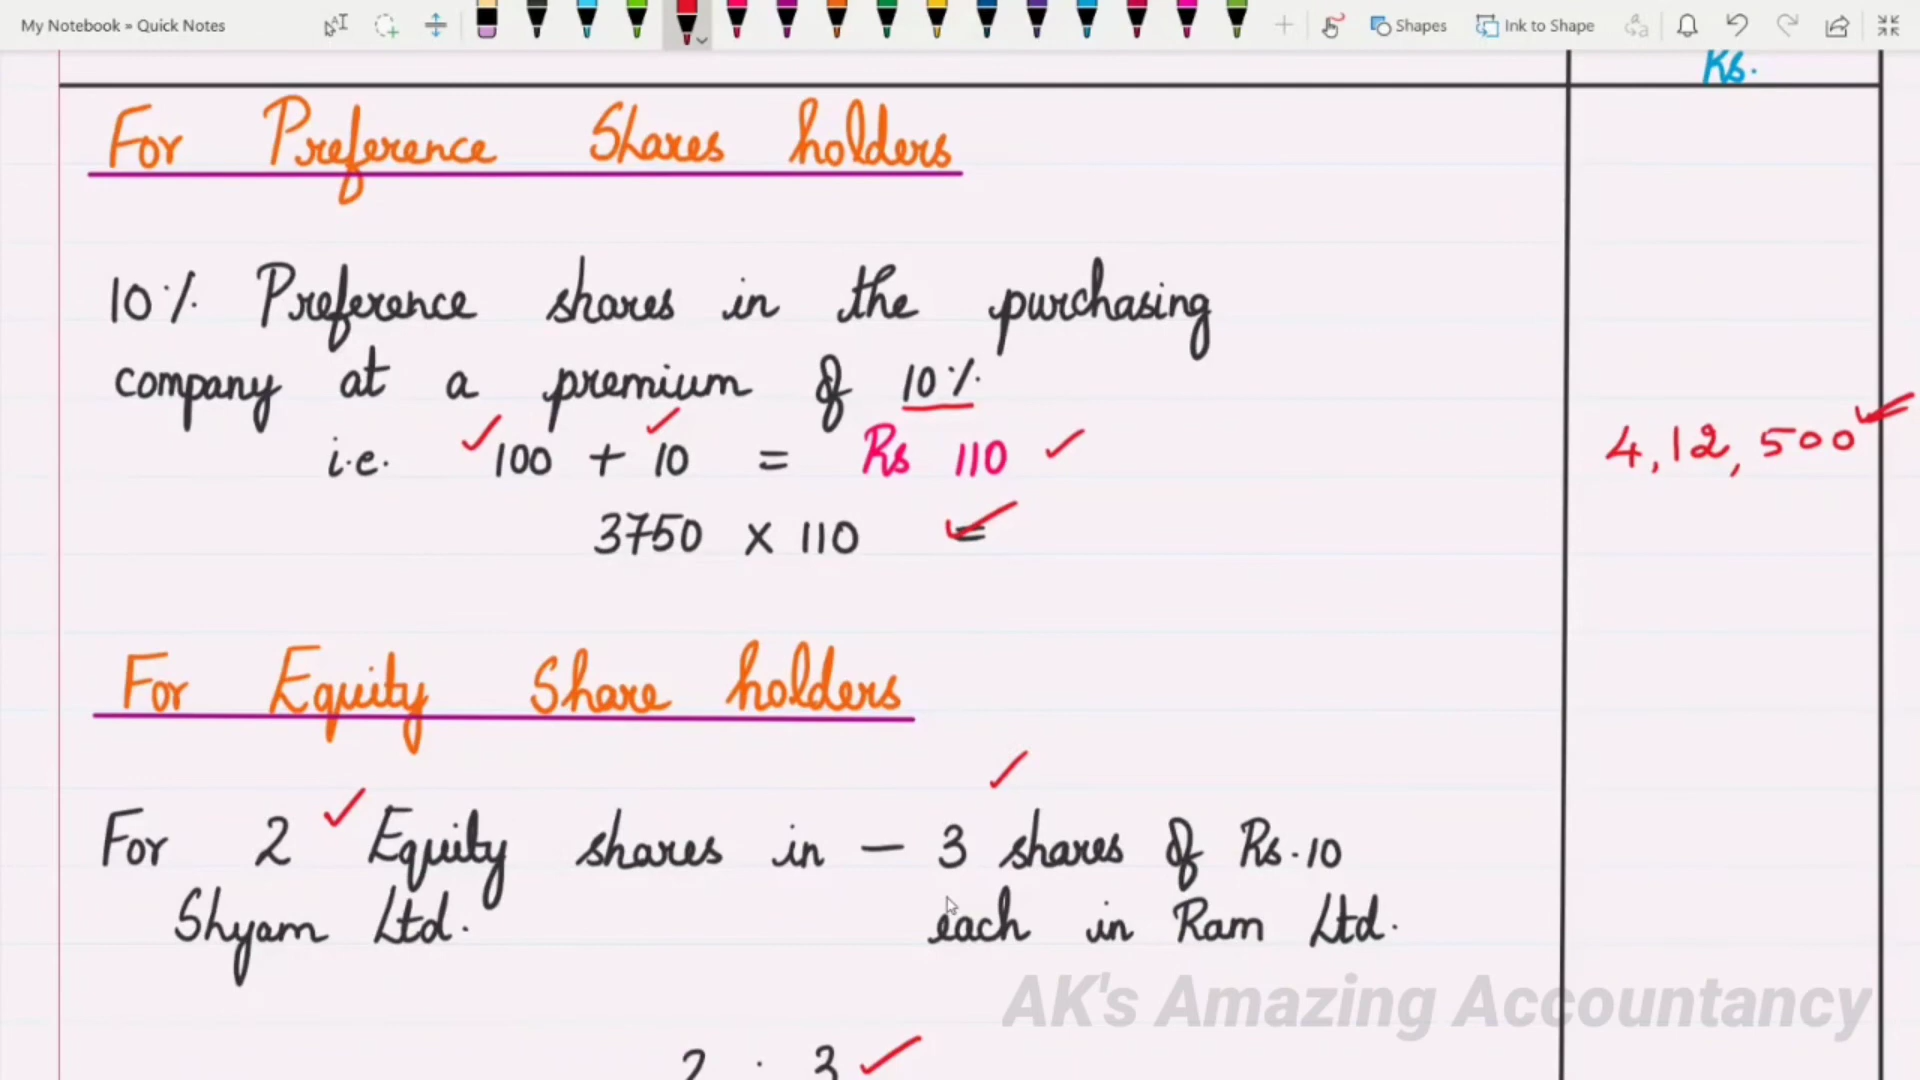 My Notebook » Quick Notes
Shapes
Ink to Shape
Rs.
For Preference Shares holders
10% Preference shares in the purchasing
company at a premium of 10%
i.e. 100 + 10 = Rs 110
4,12,500
3750 x 110 =
For Equity Share holders
For 2 Equity shares in – 3 shares of Rs.10
Shyam Ltd. each in Ram Ltd.
AK's Amazing Accountancy
2 : 3